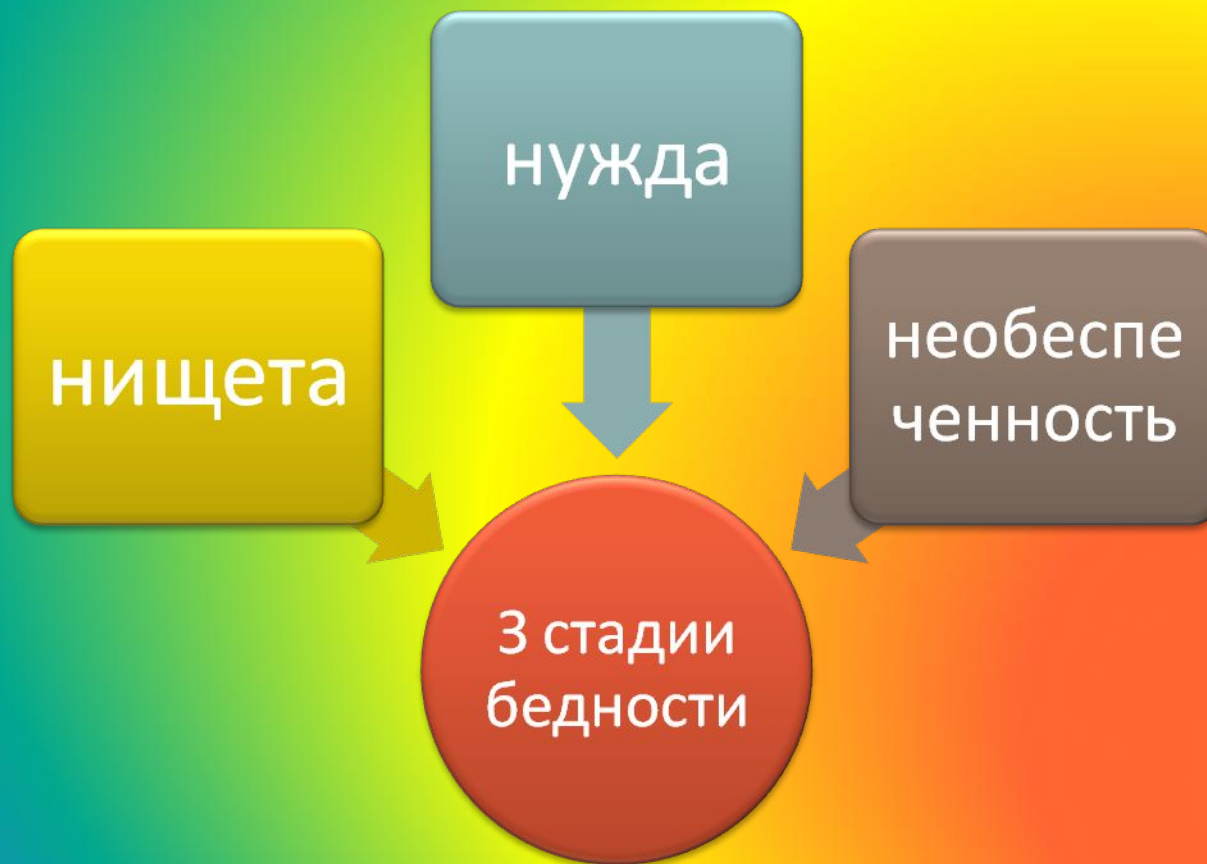 нужда
нищета
необеспе
ченность
3 стадии
бедности